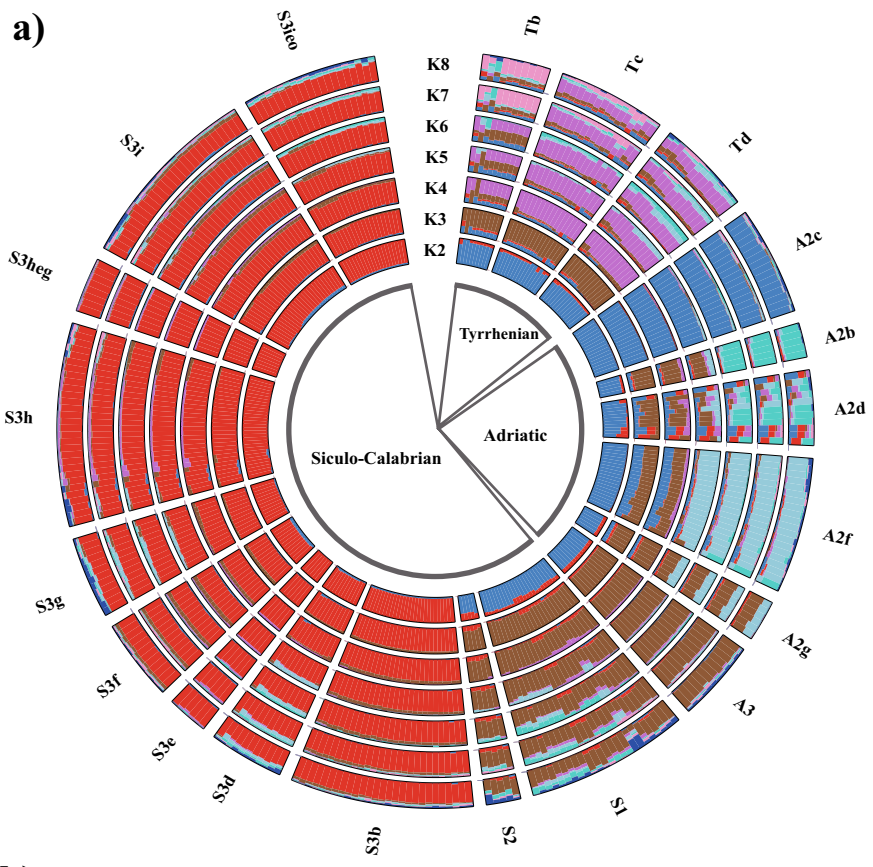 a)
S3ieo
Tb
Tc
Td
A2c
A2b
A2d
A2f
A2g
A3
S1
S2
S3b
S3d
S3e
S3f
S3g
S3h
S3heg
S3i
K8
K7
K6
K5
K4
K3
K2
Tyrrhenian
Adriatic
Siculo-Calabrian